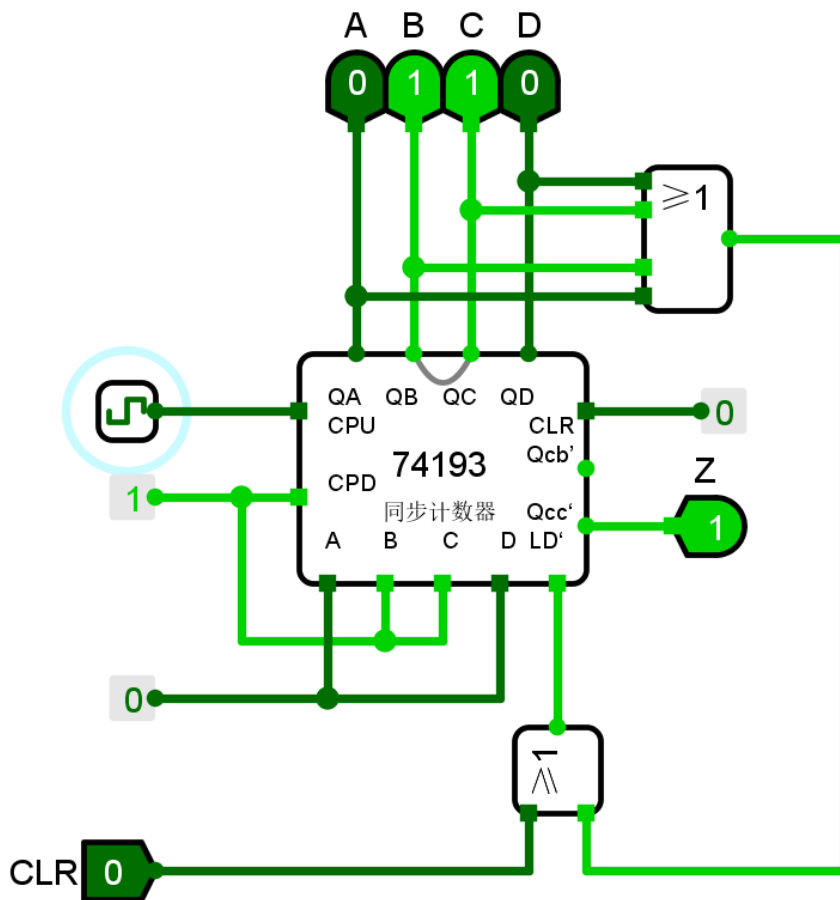 A B C D
0 1 1 0
≥1
QA QB QC QD
CPU
CLR
0
74193
Qcb’
Z
1
CPD
同步计数器
Qcc‘
1
A B C D LD‘
0
≥1
CLR 0